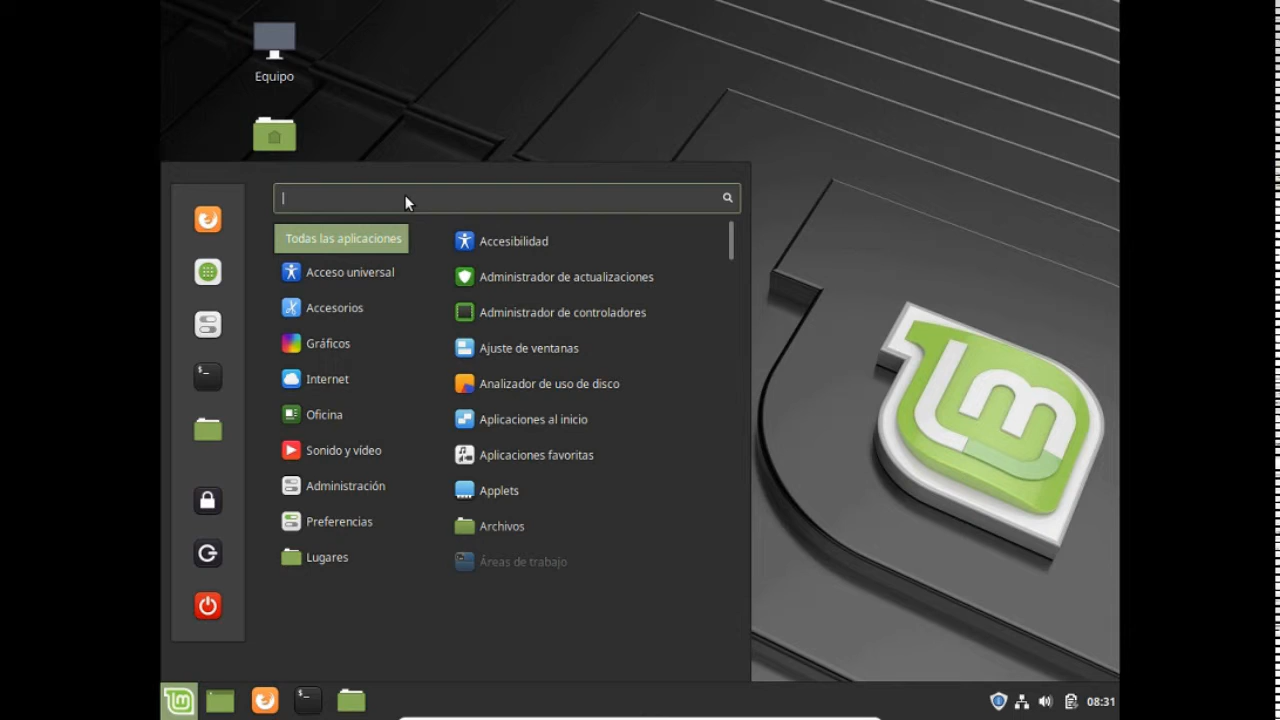 Equipo
Todas las aplicaciones
Acceso universal
Accesorios
Gráficos
Internet
Oficina
Sonido y vídeo
Administración
Preferencias
Lugares
Accesibilidad
Administrador de actualizaciones
Administrador de controladores
Ajuste de ventanas
Analizador de uso de disco
Aplicaciones al inicio
Aplicaciones favoritas
Applets
Archivos
Áreas de trabajo
08:31